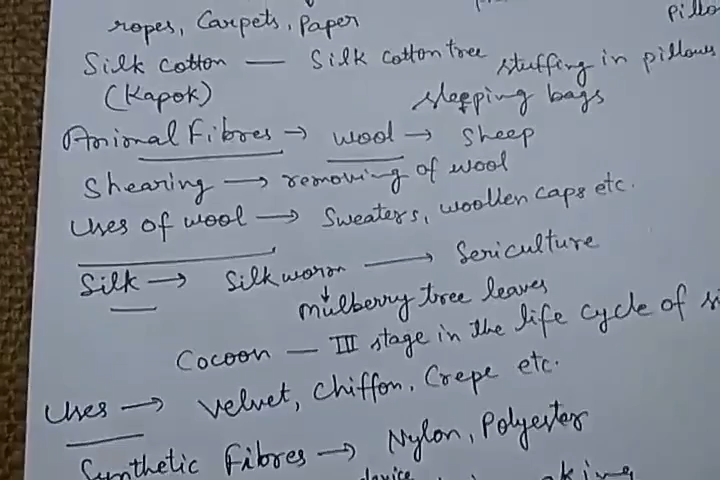 ropes, Carpets, paper
Silk cotton — Silk cotton tree stuffing in pillows
(Kapok) sleeping bags
Animal Fibres → wool → Sheep
Shearing → removing of wool
Uses of wool → Sweaters, woollen caps etc.
Silk → Silkworm → Sericulture
↓
mulberry tree leaves
Cocoon — III stage in the life cycle of
Uses → Velvet, Chiffon, Crepe etc.
Synthetic Fibres → Nylon, Polyester
device